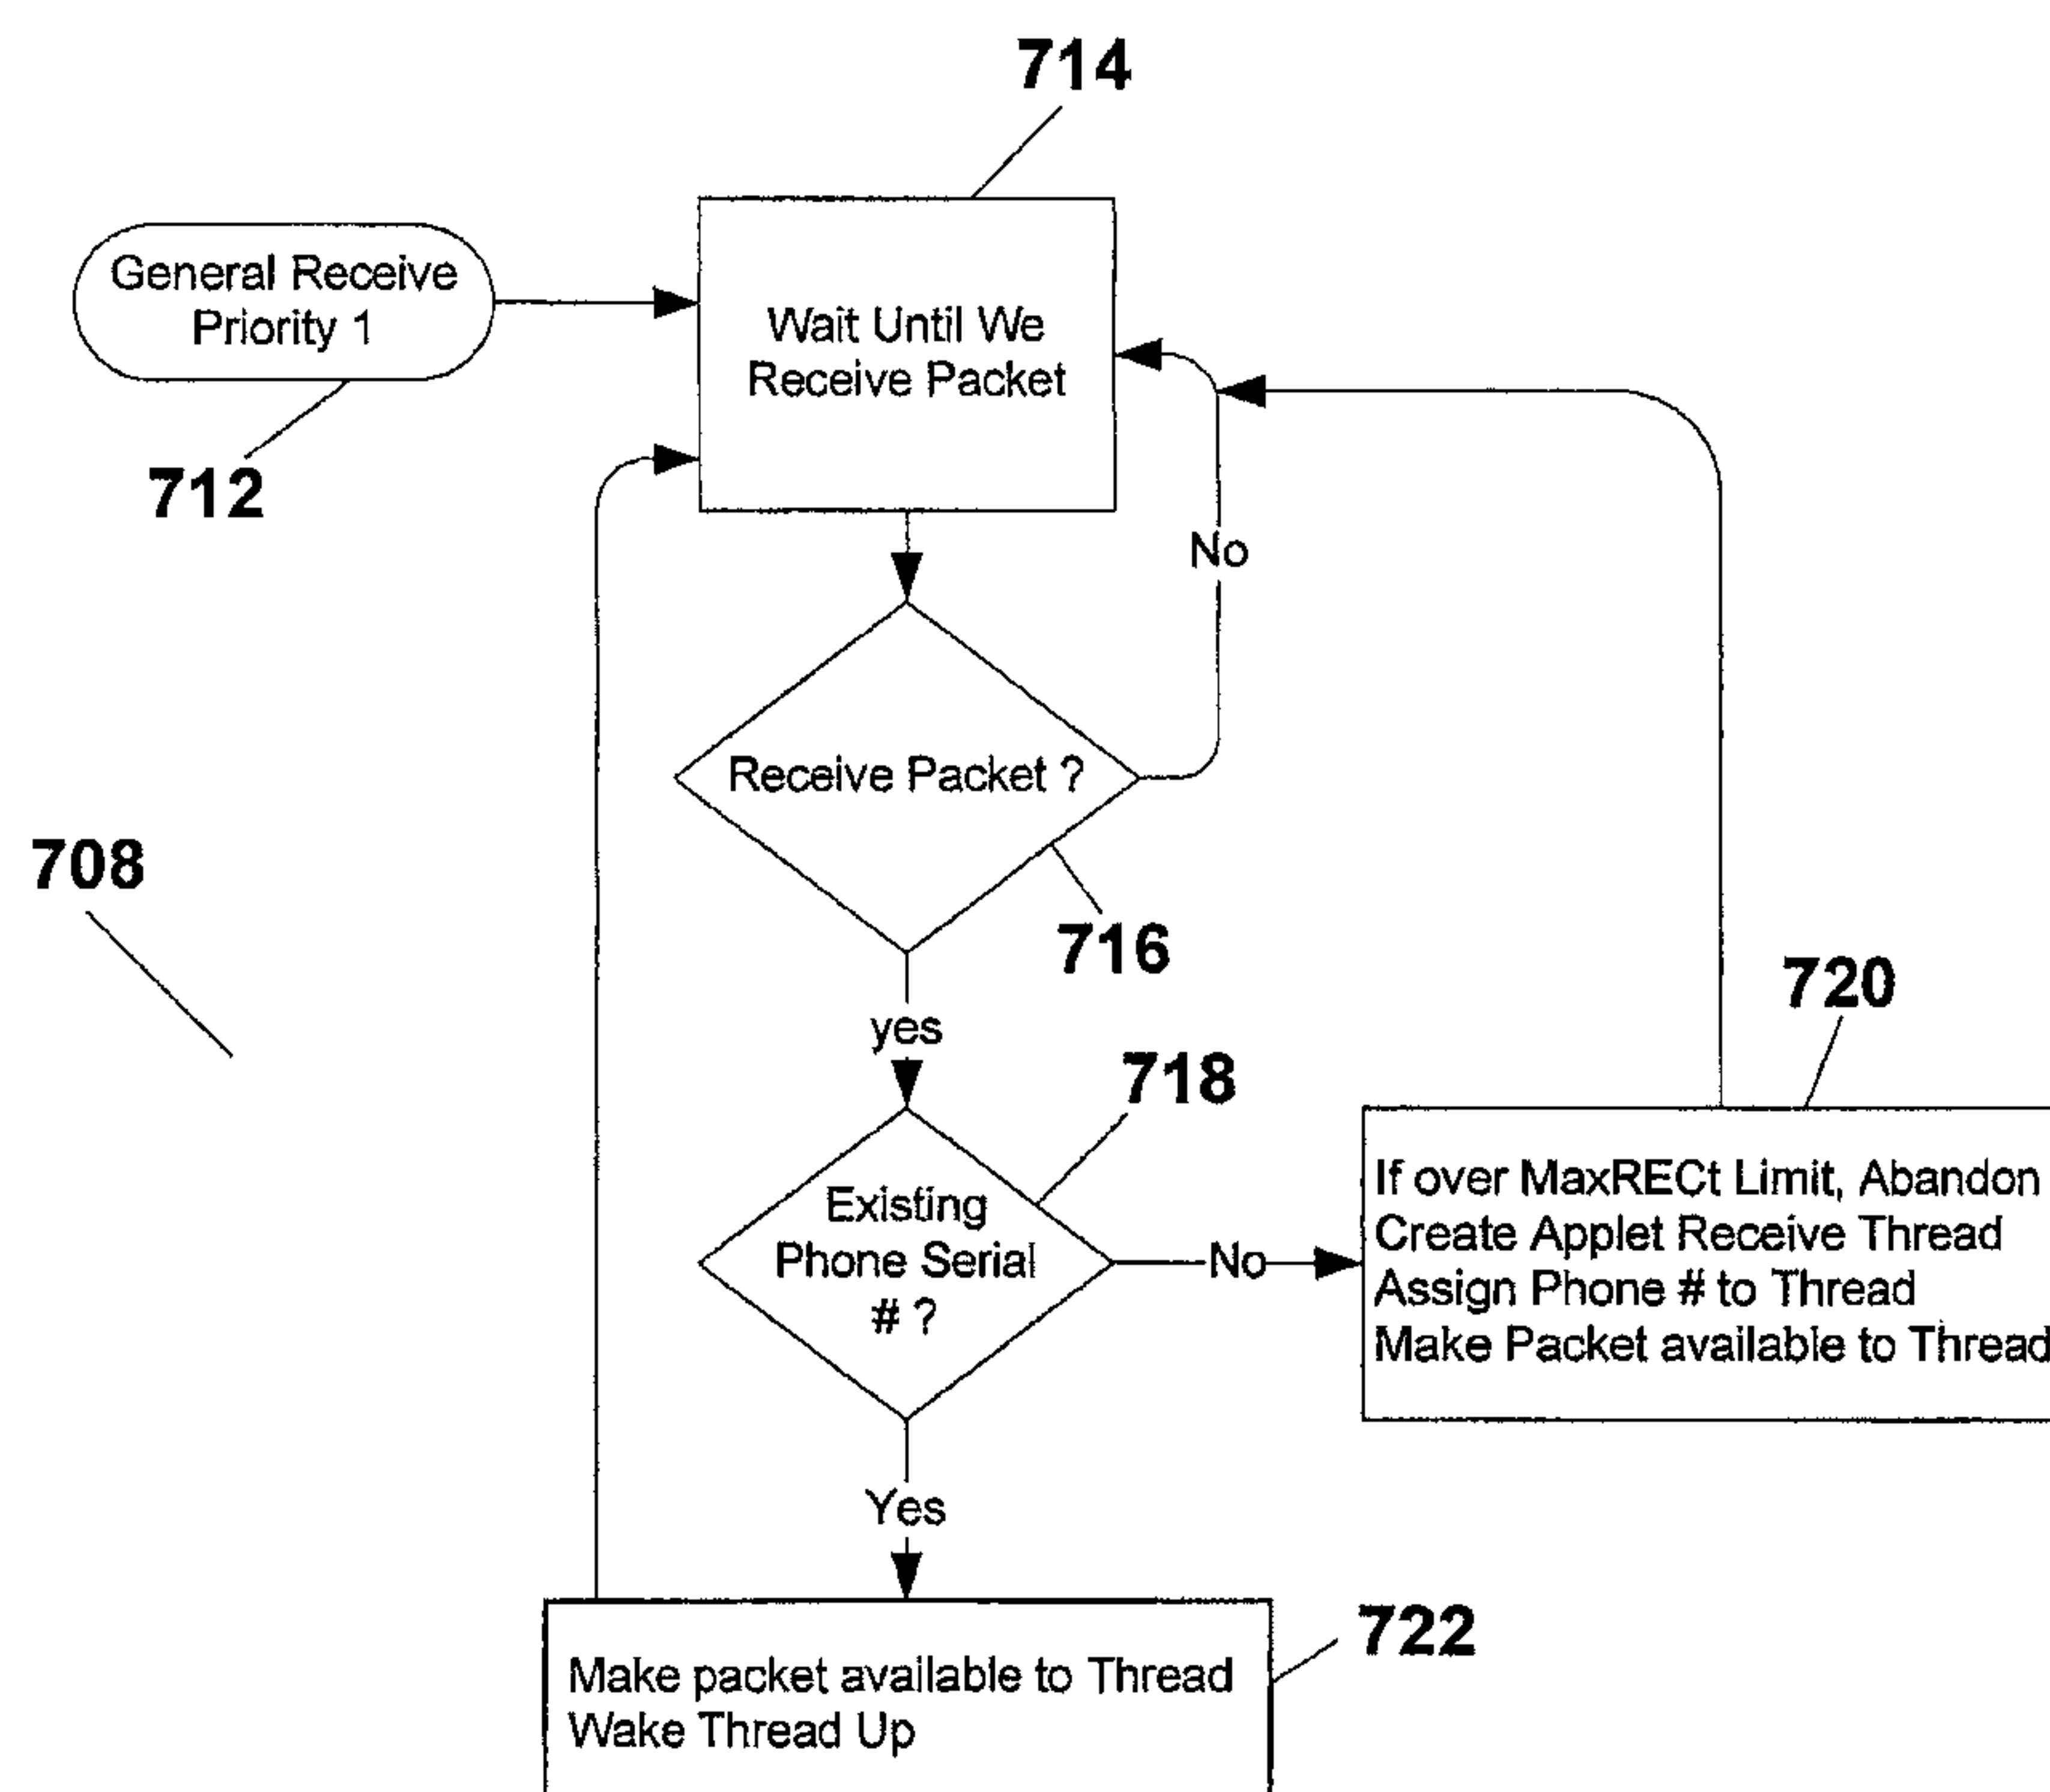 714
General Receive
Priority 1
712
Wait Until We
Receive Packet
No
Receive Packet ?
716
708
yes
718
Existing
Phone Serial
# ?
No
720
If over MaxRECt Limit, Abandon
Create Applet Receive Thread
Assign Phone # to Thread
Make Packet available to Thread
Yes
722
Make packet available to Thread
Wake Thread Up